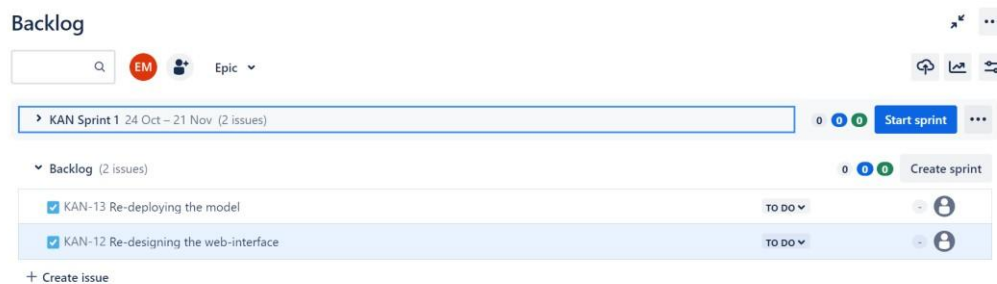 Backlog
EM Epic
KAN Sprint 1 24 Oct – 21 Nov (2 issues) 0 0 0 Start sprint
Backlog (2 issues) 0 0 0 Create sprint
KAN-13 Re-deploying the model TO DO -
KAN-12 Re-designing the web-interface TO DO -
+ Create issue